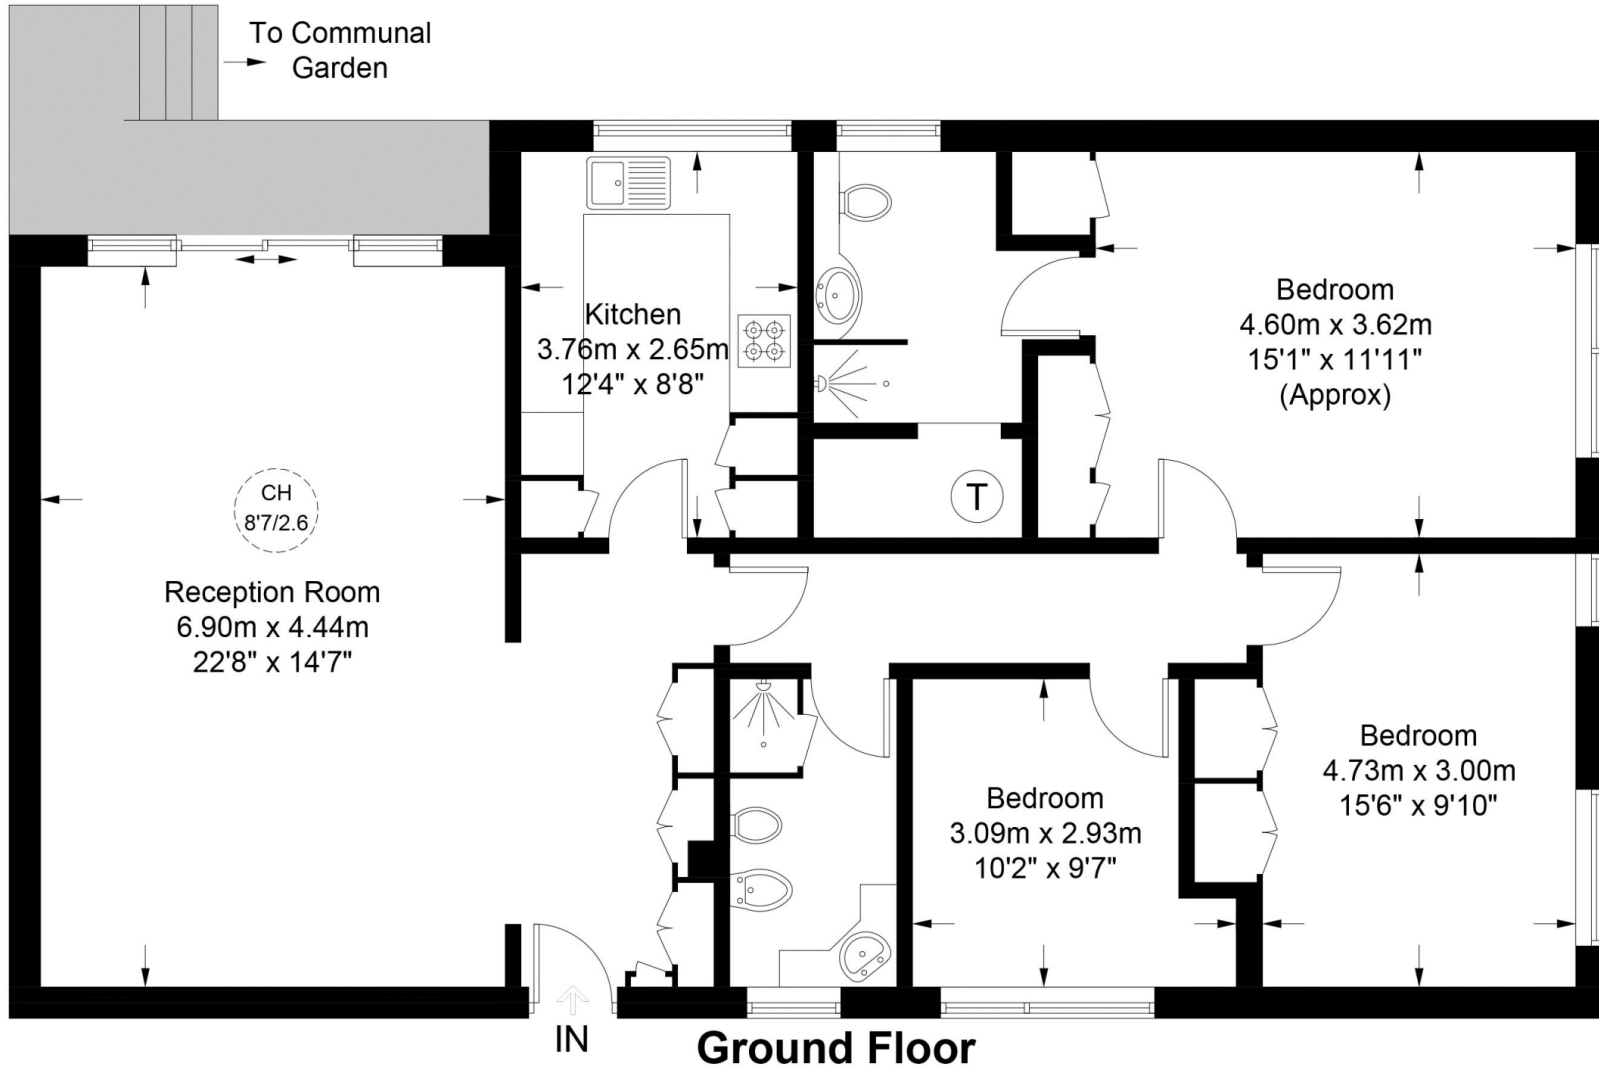 To Communal
Garden
Kitchen
3.76m x 2.65m
12'4" x 8'8"
Bedroom
4.60m x 3.62m
15'1" x 11'11"
(Approx)
CH
8'7/2.6
T
Reception Room
6.90m x 4.44m
22'8" x 14'7"
Bedroom
3.09m x 2.93m
10'2" x 9'7"
Bedroom
4.73m x 3.00m
15'6" x 9'10"
IN
Ground Floor